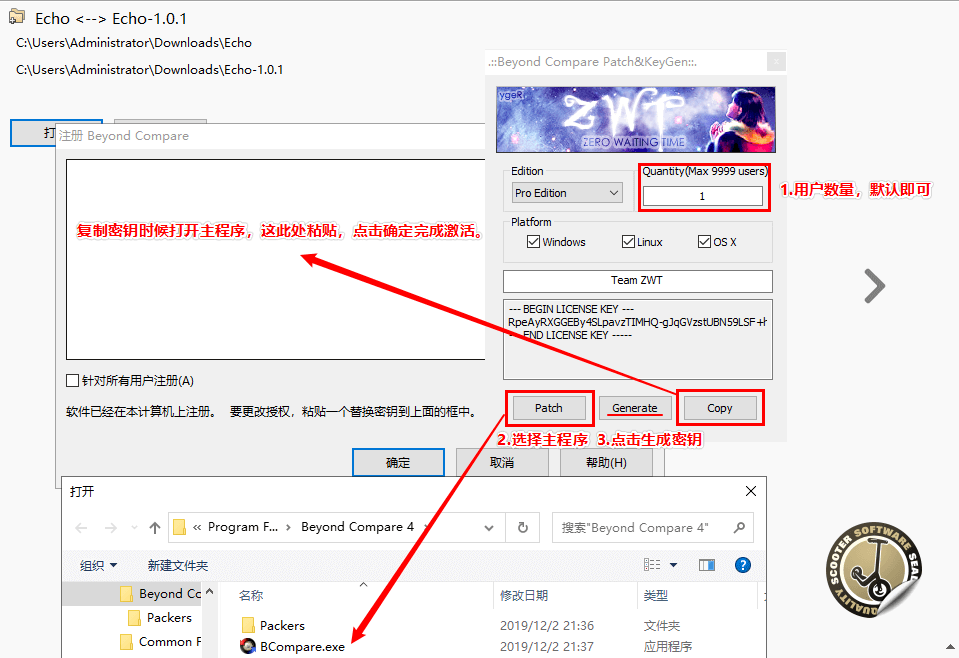 Echo <--> Echo-1.0.1
C:\Users\Administrator\Downloads\Echo
C:\Users\Administrator\Downloads\Echo-1.0.1
.::Beyond Compare Patch&KeyGen::.
ygeR
ZWT
ZERO WAITING TIME
打
注册 Beyond Compare
Edition
Pro Edition
Quantity(Max 9999 users)
1
1.用户数量，默认即可
Platform
Windows
Linux
OS X
复制密钥时候打开主程序，这此处粘贴，点击确定完成激活。
Team ZWT
--- BEGIN LICENSE KEY ---
--- END LICENSE KEY -----
针对所有用户注册(A)
软件已经在本计算机上注册。 要更改授权，粘贴一个替换密钥到上面的框中。
Patch
Generate
Copy
2.选择主程序 3.点击生成密钥
确定
取消
帮助(H)
打开
« Program F... › Beyond Compare 4
搜索"Beyond Compare 4"
组织
新建文件夹
Beyond Co
Packers
Common F
名称
修改日期
类型
Packers
2019/12/2 21:36
文件夹
BCompare.exe
2019/12/2 21:37
应用程序
SCOOTER SOFTWARE SEAL
QUALITY